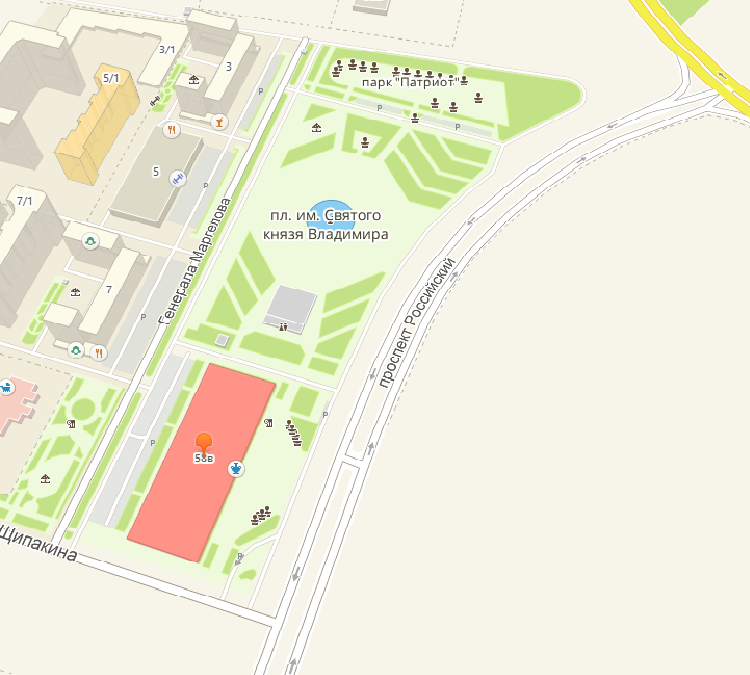 3/1
3
5/1
парк "Патриот"
P
P
P
5
P
7/1
пл. им. Святого
князя Владимира
Генерала Маргелова
7
P
проспект Российский
P
P
58в
P
Щипакина